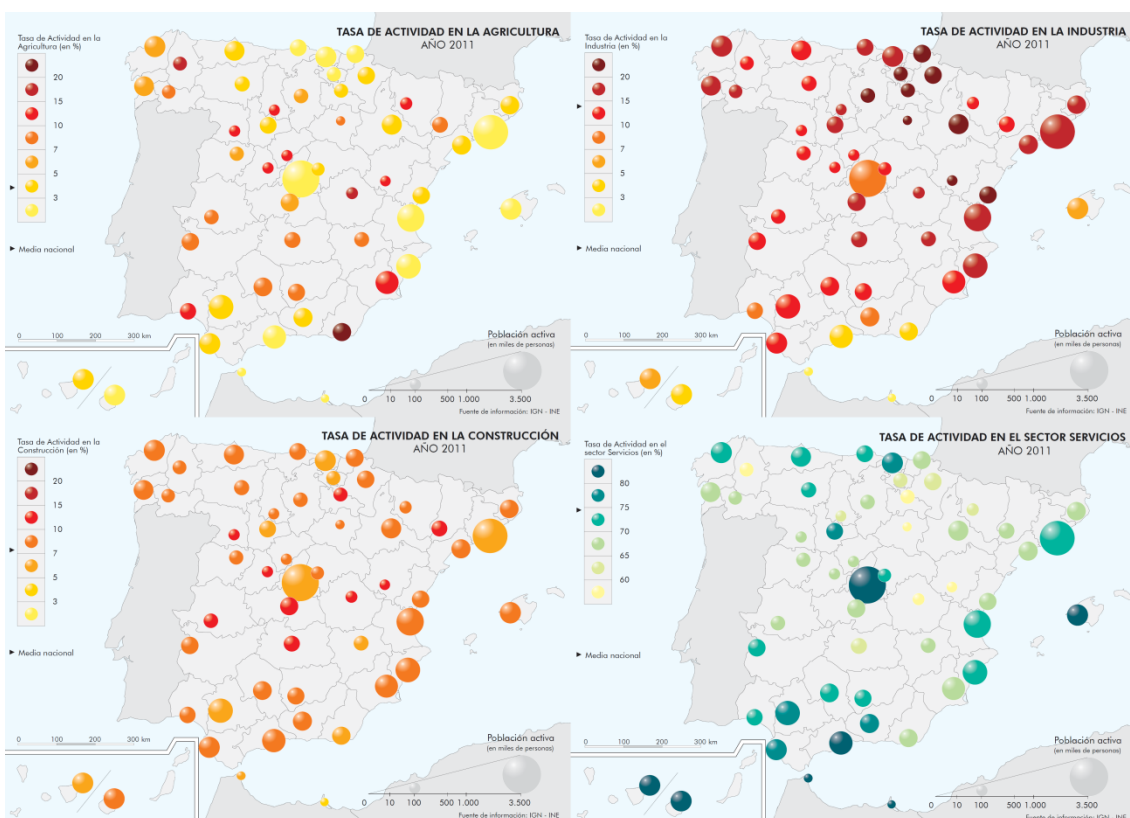 TASA DE ACTIVIDAD EN LA AGRICULTURA
AÑO 2011
Tasa de Actividad en la
Agricultura (en %)
20
15
10
7
5
3
Media nacional
0 100 200 300 km
Población activa
(en miles de personas)
0 10 100 500 1.000 3.500
Fuente de información: IGN - INE
TASA DE ACTIVIDAD EN LA INDUSTRIA
AÑO 2011
Tasa de Actividad en la
Industria (en %)
20
15
10
7
5
3
Media nacional
0 100 200 300 km
Población activa
(en miles de personas)
0 10 100 500 1.000 3.500
Fuente de información: IGN - INE
TASA DE ACTIVIDAD EN LA CONSTRUCCIÓN
AÑO 2011
Tasa de Actividad en la
Construcción (en %)
20
15
10
7
5
3
Media nacional
0 100 200 300 km
Población activa
(en miles de personas)
0 10 100 500 1.000 3.500
Fuente de información: IGN - INE
TASA DE ACTIVIDAD EN EL SECTOR SERVICIOS
AÑO 2011
Tasa de Actividad en el
sector Servicios (en %)
80
75
70
65
60
Media nacional
0 100 200 300 km
Población activa
(en miles de personas)
0 10 100 500 1.000 3.500
Fuente de información: IGN - INE